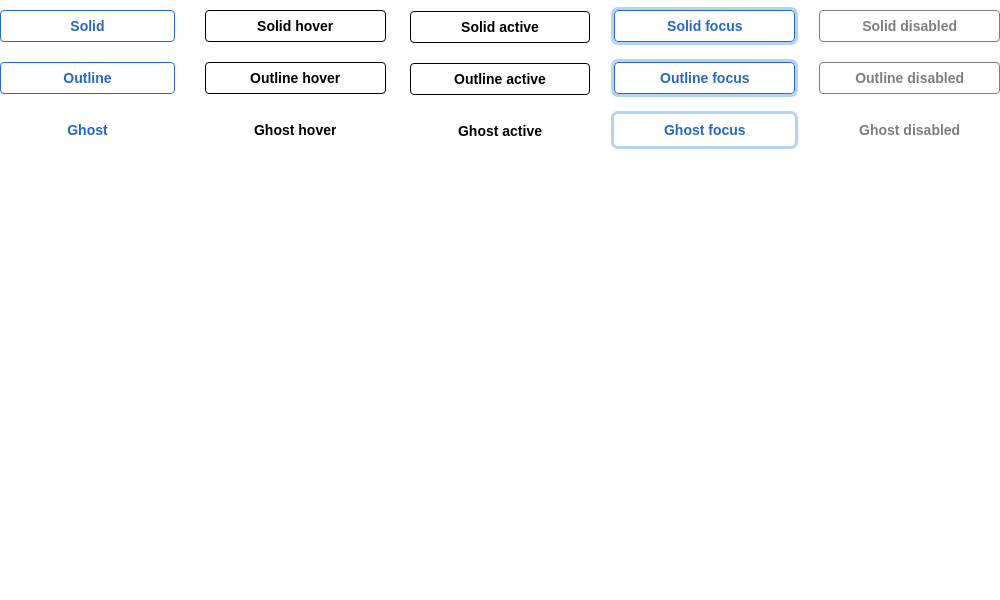 Solid Solid hover Solid active Solid focus Solid disabled
Outline Outline hover Outline active Outline focus Outline disabled
Ghost Ghost hover Ghost active Ghost focus Ghost disabled